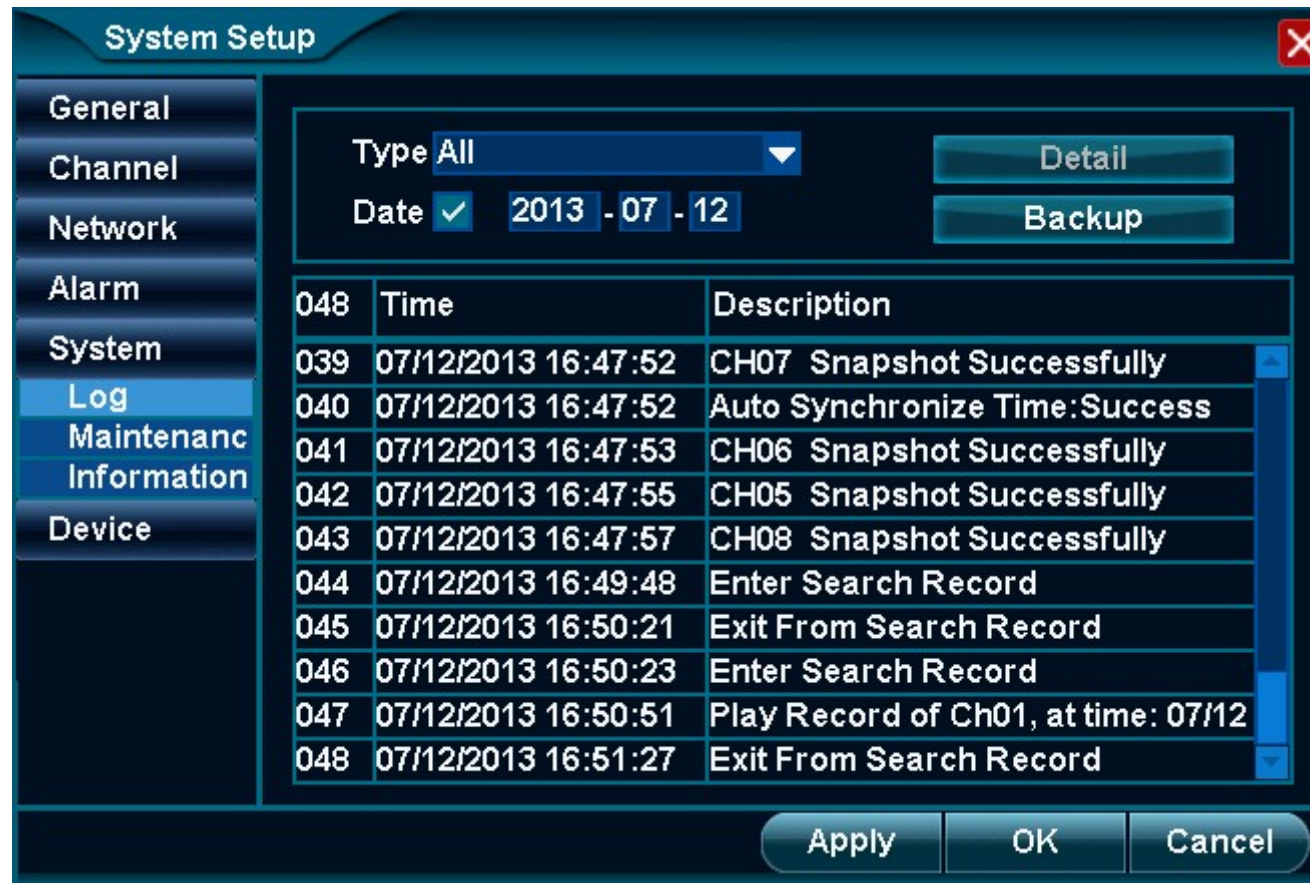 System Setup
General
Channel
Network
Alarm
System
Log
Maintenanc
Information
Device
Type All
Detail
Date 2013 - 07 - 12
Backup
048 Time Description
039 07/12/2013 16:47:52 CH07 Snapshot Successfully
040 07/12/2013 16:47:52 Auto Synchronize Time:Success
041 07/12/2013 16:47:53 CH06 Snapshot Successfully
042 07/12/2013 16:47:55 CH05 Snapshot Successfully
043 07/12/2013 16:47:57 CH08 Snapshot Successfully
044 07/12/2013 16:49:48 Enter Search Record
045 07/12/2013 16:50:21 Exit From Search Record
046 07/12/2013 16:50:23 Enter Search Record
047 07/12/2013 16:50:51 Play Record of Ch01, at time: 07/12
048 07/12/2013 16:51:27 Exit From Search Record
Apply OK Cancel